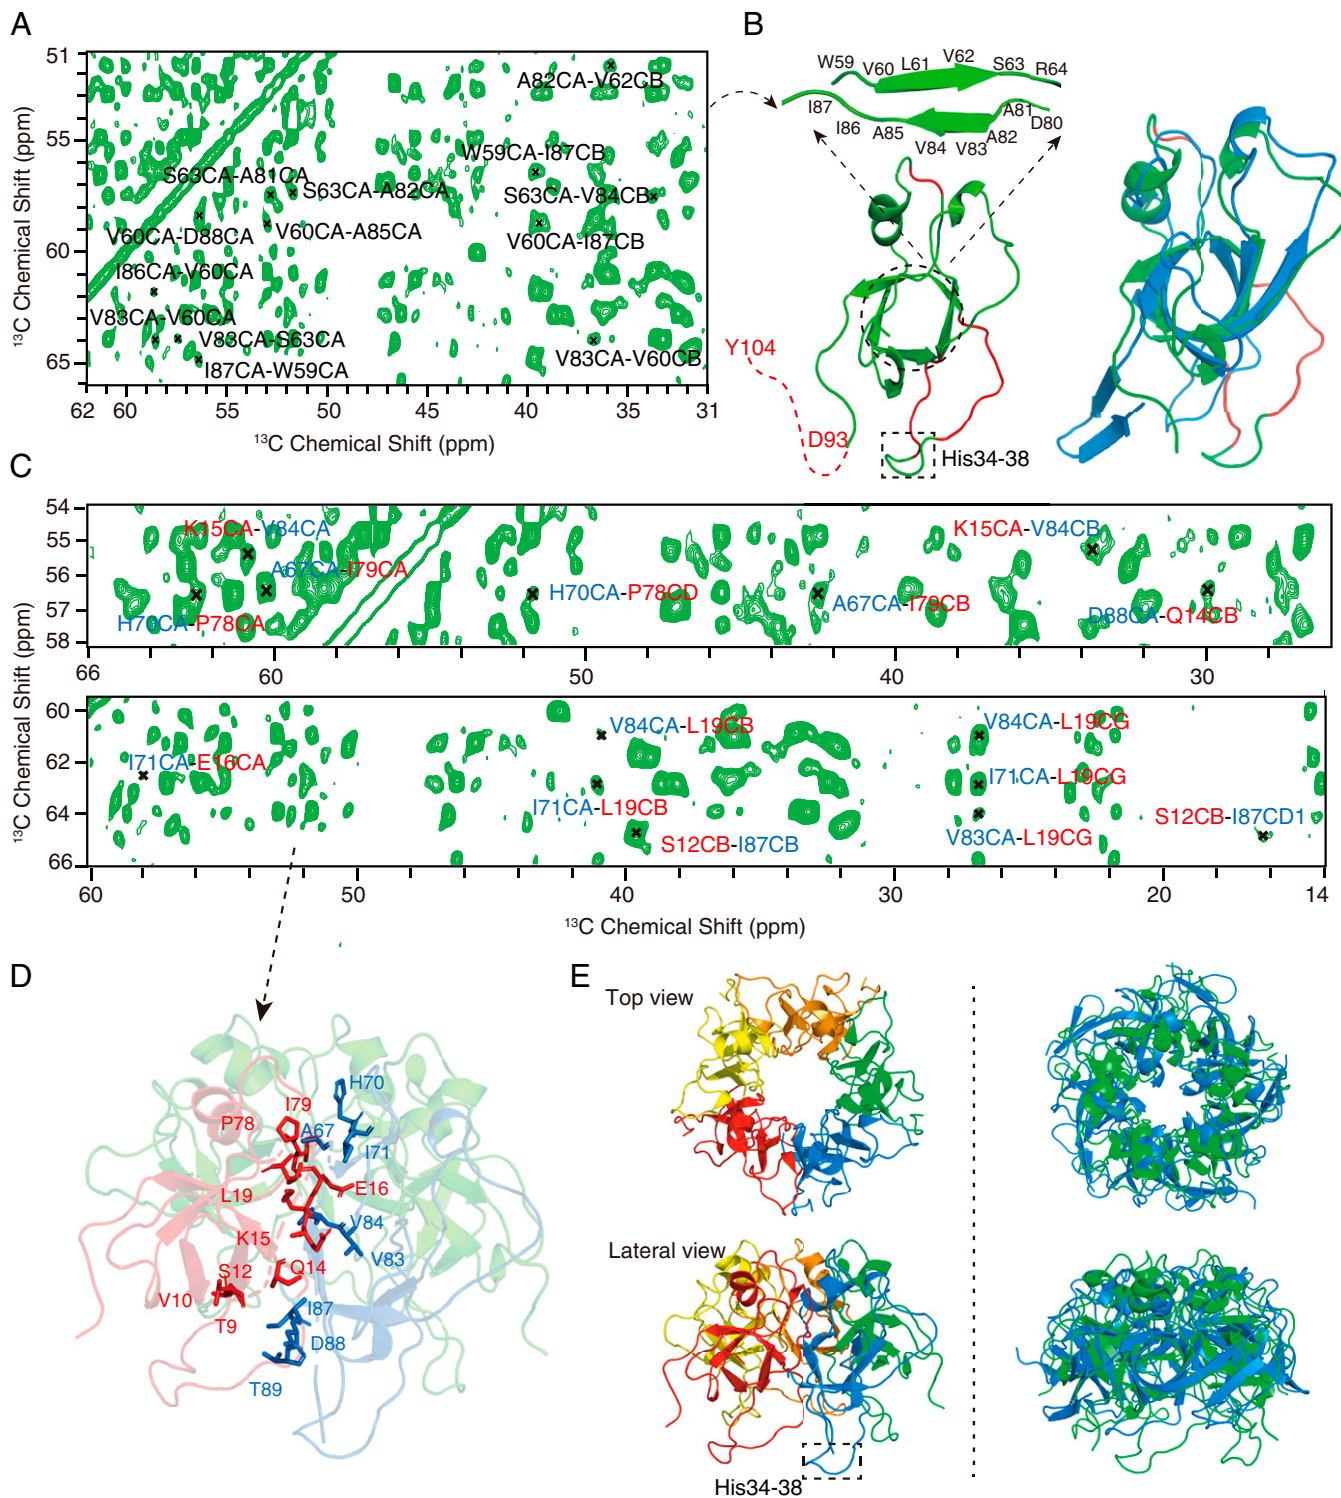 A
51
55
60
65
62 60 55 50 45 40 35 31
13C Chemical Shift (ppm)
13C Chemical Shift (ppm)
A82CA-V62CB
W59CA-I87CB
S63CA-A81CA
S63CA-A82CA
S63CA-V84CB
V60CA-D88CA
V60CA-A85CA
V60CA-I87CB
I86CA-V60CA
V83CA-V60CA
V83CA-S63CA
V83CA-V60CB
I87CA-W59CA
B
W59 V60 L61 V62 S63 R64
I87 I86 A85 V84 V83 A82 A81 D80
Y104
D93
His34-38
C
54
55
56
57
58
66 60 50 40 30
K15CA-V84CA
K15CA-V84CB
A67CA-I79CA
H70CA-P78CD
A67CA-I79CB
H70CA-P78CA
D88CA-Q14CB
13C Chemical Shift (ppm)
60
62
64
66
60 50 40 30 20 14
V84CA-L19CB
V84CA-L19CG
I71CA-E16CA
I71CA-L19CG
I71CA-L19CB
S12CB-I87CD1
S12CB-I87CB
V83CA-L19CG
13C Chemical Shift (ppm)
D
H70
I79
P78
A67
I71
L19
E16
V84
K15
V83
S12
Q14
V10
I87
T9
D88
T89
E
Top view
Lateral view
His34-38